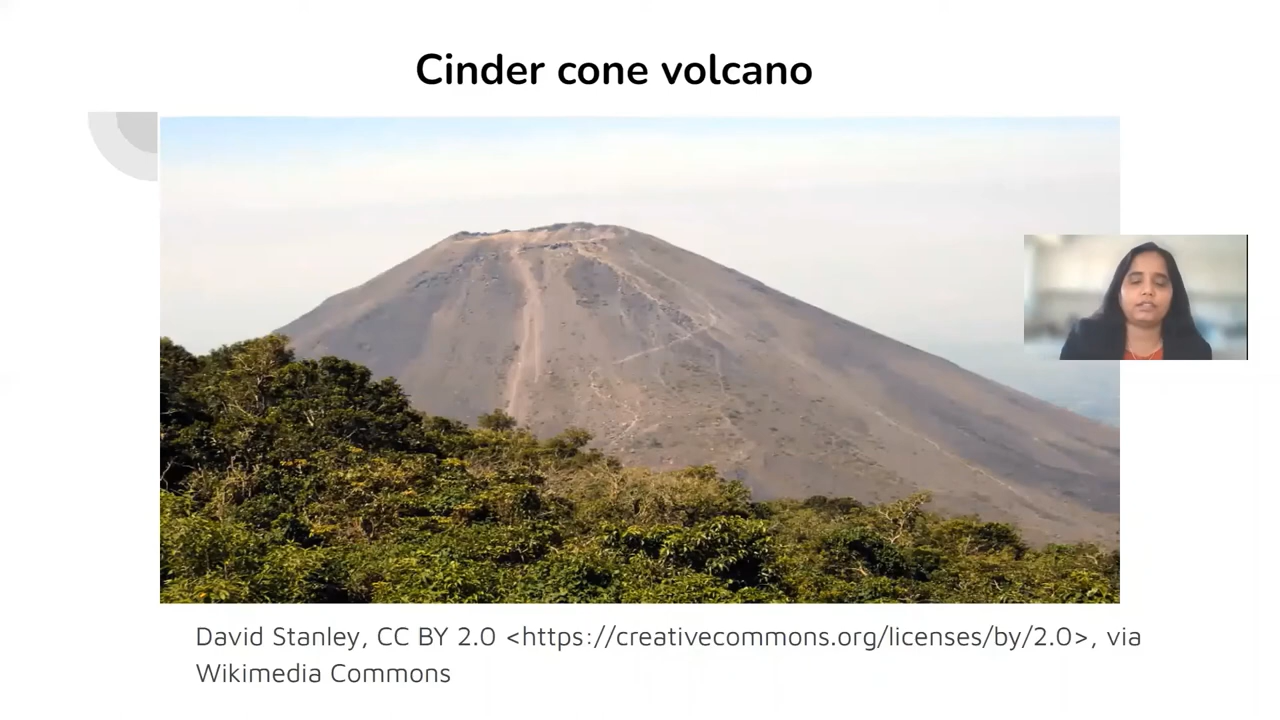 Cinder cone volcano
David Stanley, CC BY 2.0 <https://creativecommons.org/licenses/by/2.0>, via
Wikimedia Commons